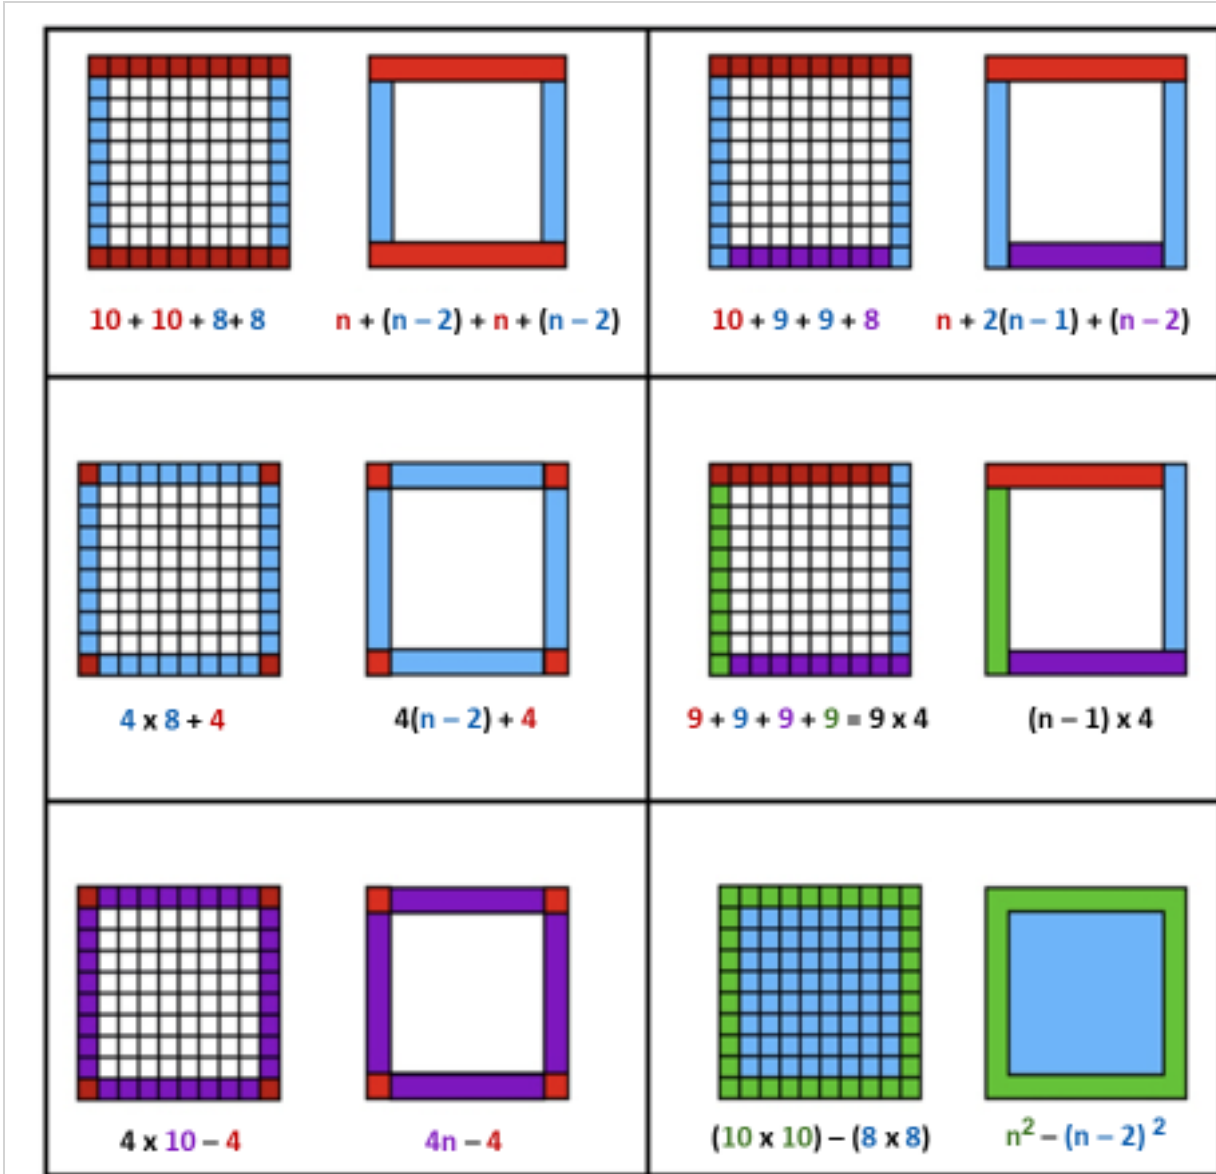 10 + 10 + 8+ 8
n + (n – 2) + n + (n – 2)
10 + 9 + 9 + 8
n + 2(n – 1) + (n – 2)
4 x 8 + 4
4(n – 2) + 4
9 + 9 + 9 + 9 = 9 x 4
(n – 1) x 4
4 x 10 – 4
4n – 4
(10 x 10) – (8 x 8)
n² – (n – 2) ²